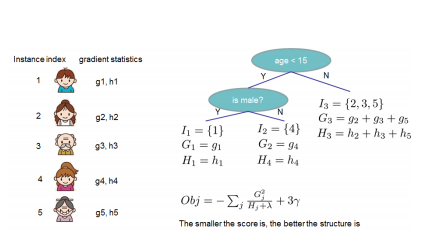 Instance index gradient statistics
1 g1, h1
2 g2, h2
3 g3, h3
4 g4, h4
5 g5, h5
age < 15
Y N
is male?
Y N
I₁ = {1}
G₁ = g₁
H₁ = h₁
I₂ = {4}
G₂ = g₄
H₄ = h₄
I₃ = {2, 3, 5}
G₃ = g₂ + g₃ + g₅
H₃ = h₂ + h₃ + h₅
Obj = −∑ⱼ Gⱼ²/(Hⱼ+λ) + 3γ
The smaller the score is, the better the structure is